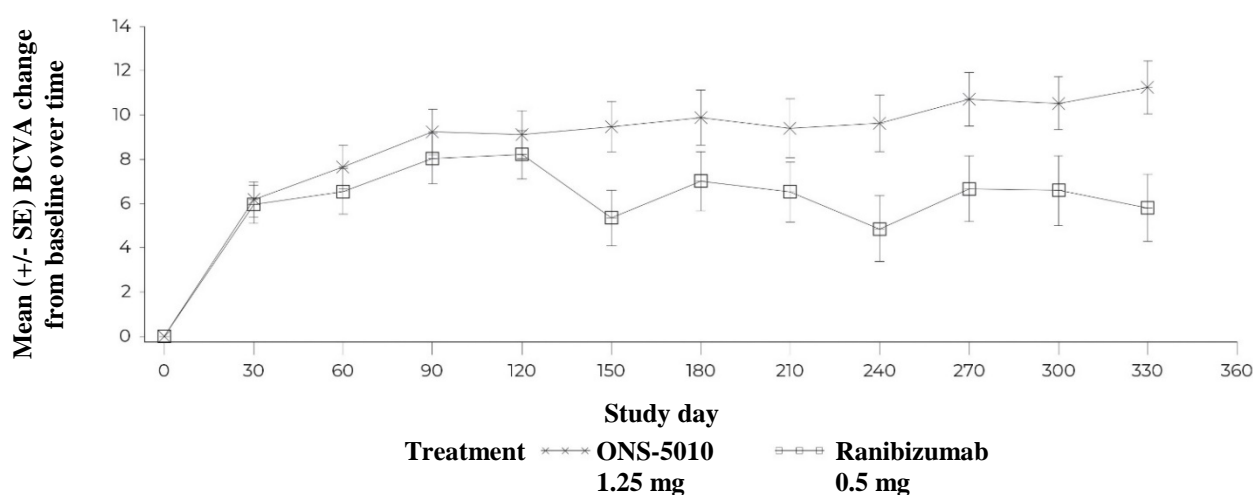 Mean (+/- SE) BCVA change
from baseline over time
14
12
10
8
6
4
2
0
0 30 60 90 120 150 180 210 240 270 300 330 360
Study day
Treatment ONS-5010 Ranibizumab
1.25 mg 0.5 mg